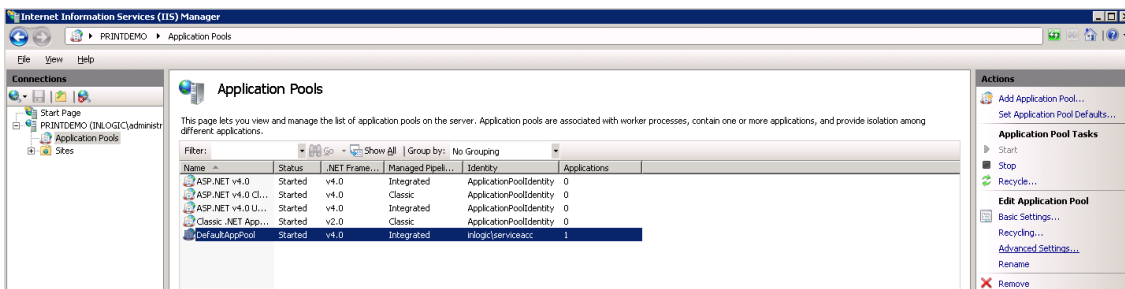 Internet Information Services (IIS) Manager
PRINTDEMO Application Pools
File View Help
Connections
Start Page
PRINTDEMO (INLOGIC\administr
Application Pools
Sites
Application Pools
This page lets you view and manage the list of application pools on the server. Application pools are associated with worker processes, contain one or more applications, and provide isolation among
different applications.
Filter: Go Show All Group by: No Grouping
Name Status .NET Frame... Managed Pipeli... Identity Applications
ASP.NET v4.0 Started v4.0 Integrated ApplicationPoolIdentity 0
ASP.NET v4.0 Cl... Started v4.0 Classic ApplicationPoolIdentity 0
ASP.NET v4.0 U... Started v4.0 Integrated ApplicationPoolIdentity 0
Classic .NET App... Started v2.0 Classic ApplicationPoolIdentity 0
DefaultAppPool Started v4.0 Integrated inlogic\serviceacc 1
Actions
Add Application Pool...
Set Application Pool Defaults...
Application Pool Tasks
Start
Stop
Recycle...
Edit Application Pool
Basic Settings...
Recycling...
Advanced Settings...
Rename
Remove